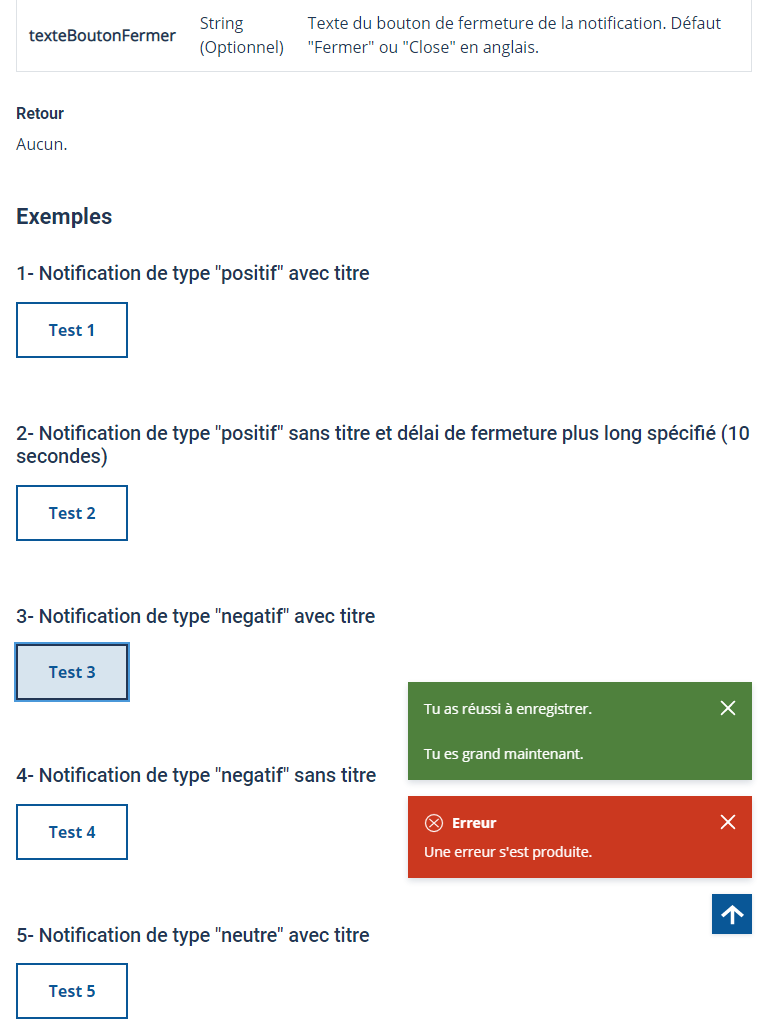 texteBoutonFermer
String
(Optionnel)
Texte du bouton de fermeture de la notification. Défaut
"Fermer" ou "Close" en anglais.
Retour
Aucun.
Exemples
1- Notification de type "positif" avec titre
Test 1
2- Notification de type "positif" sans titre et délai de fermeture plus long spécifié (10
secondes)
Test 2
3- Notification de type "negatif" avec titre
Test 3
Tu as réussi à enregistrer.
Tu es grand maintenant.
4- Notification de type "negatif" sans titre
Test 4
Erreur
Une erreur s'est produite.
5- Notification de type "neutre" avec titre
Test 5